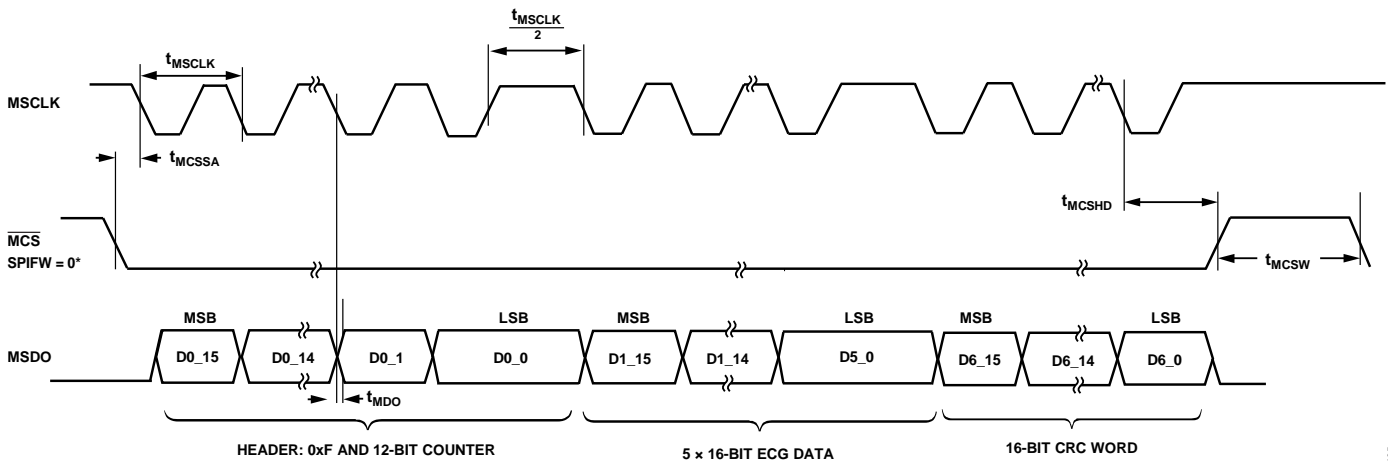 tMSCLK
2
tMSCLK
MSCLK
tMCSSA
tMCSHD
MCS
SPIFW = 0*
tMCSW
MSB LSB MSB LSB MSB LSB
MSDO D0_15 D0_14 D0_1 D0_0 D1_15 D1_14 D5_0 D6_15 D6_14 D6_0
tMDO
HEADER: 0xF AND 12-BIT COUNTER
5 × 16-BIT ECG DATA
16-BIT CRC WORD